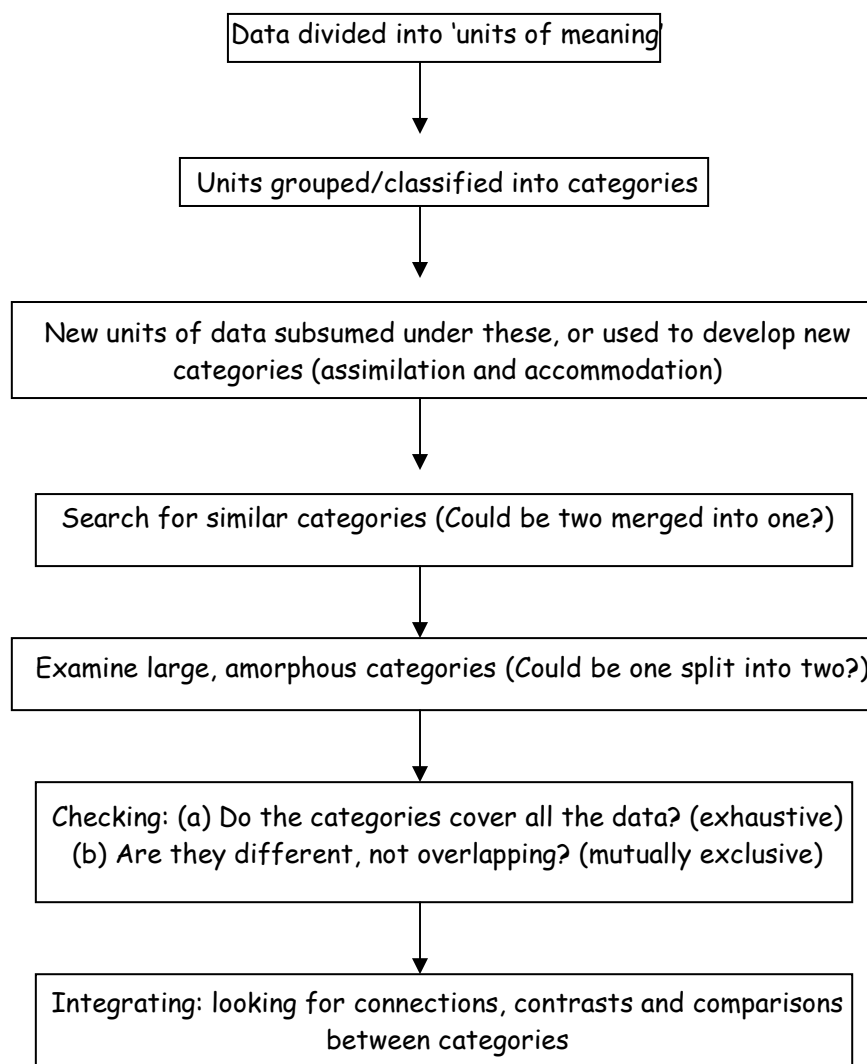 Data divided into ‘units of meaning’
Units grouped/classified into categories
New units of data subsumed under these, or used to develop new
categories (assimilation and accommodation)
Search for similar categories (Could be two merged into one?)
Examine large, amorphous categories (Could be one split into two?)
Checking: (a) Do the categories cover all the data? (exhaustive)
(b) Are they different, not overlapping? (mutually exclusive)
Integrating: looking for connections, contrasts and comparisons
between categories